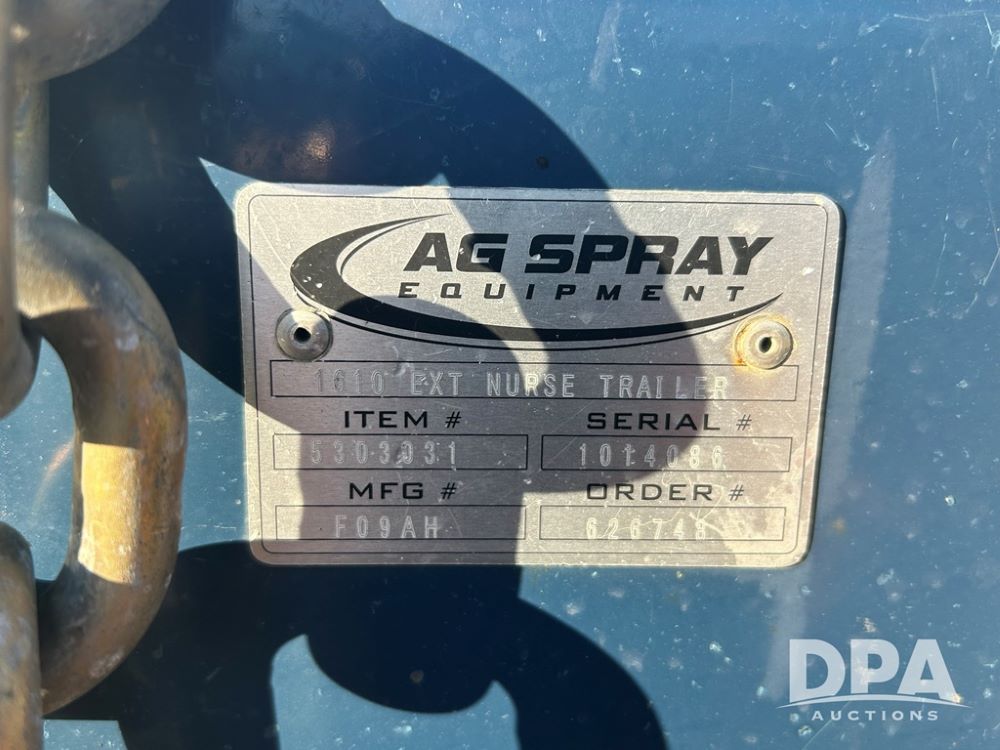 AG SPRAY
EQUIPMENT
1610 EXT NURSE TRAILER
ITEM # SERIAL #
5303031 1014086
MFG # ORDER #
F09AH 626748
DPA
AUCTIONS